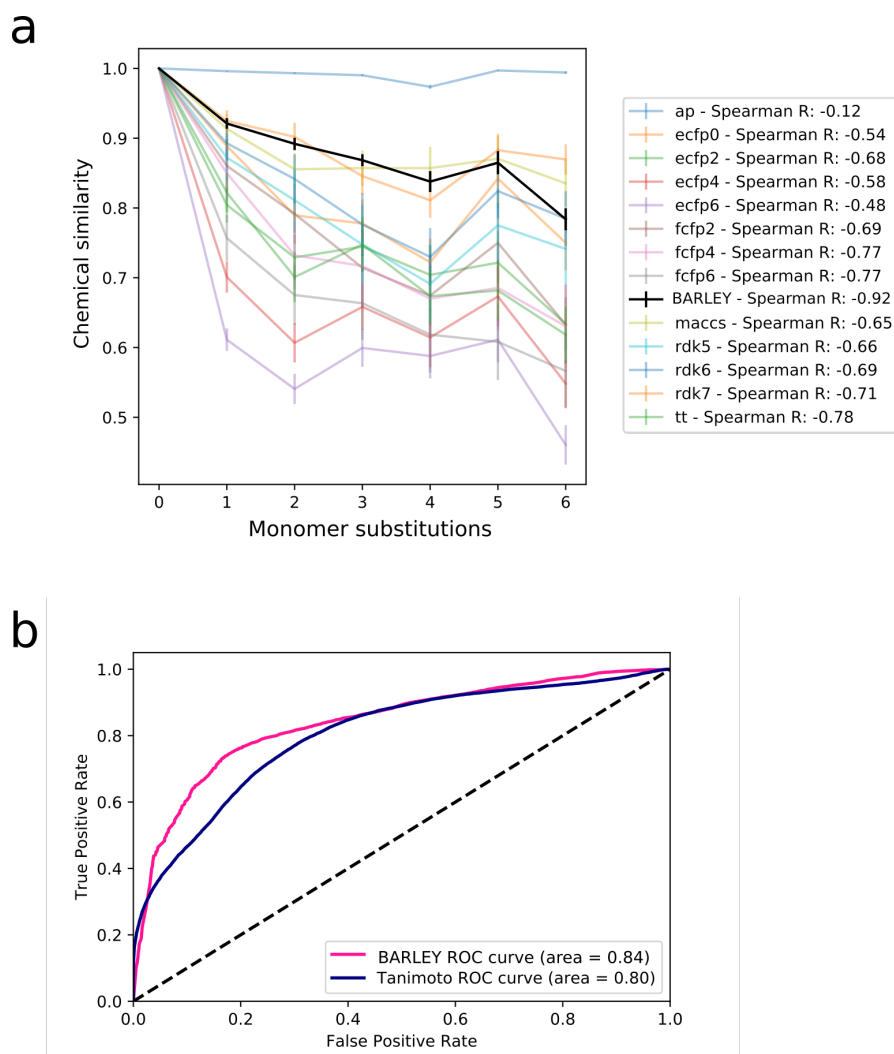 a
Chemical similarity
1.0
0.9
0.8
0.7
0.6
0.5
0 1 2 3 4 5 6
Monomer substitutions
ap - Spearman R: -0.12
ecfp0 - Spearman R: -0.54
ecfp2 - Spearman R: -0.68
ecfp4 - Spearman R: -0.58
ecfp6 - Spearman R: -0.48
fcfp2 - Spearman R: -0.69
fcfp4 - Spearman R: -0.77
fcfp6 - Spearman R: -0.77
BARLEY - Spearman R: -0.92
maccs - Spearman R: -0.65
rdk5 - Spearman R: -0.66
rdk6 - Spearman R: -0.69
rdk7 - Spearman R: -0.71
tt - Spearman R: -0.78
b
True Positive Rate
1.0
0.8
0.6
0.4
0.2
0.0
0.0 0.2 0.4 0.6 0.8 1.0
False Positive Rate
BARLEY ROC curve (area = 0.84)
Tanimoto ROC curve (area = 0.80)